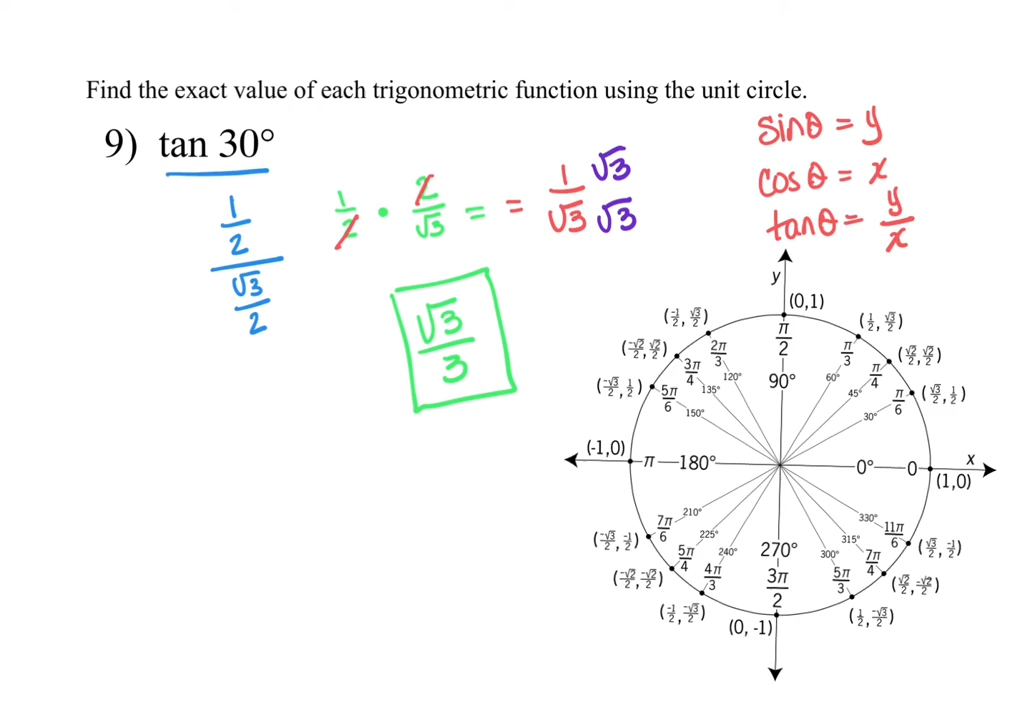 Find the exact value of each trigonometric function using the unit circle.
sinθ = y
9) tan 30°
cosθ = x
tanθ = y/x
(1/2)/(√3/2)
1/2 • 2/√3 = = 1/√3 √3/√3
√3/3
y
(0,1)
(-1/2, √3/2) (1/2, √3/2)
π/2
2π/3 π/3
(-√2/2, √2/2) (√2/2, √2/2)
3π/4 π/4
120° 90° 60°
135° 45°
(-√3/2, 1/2) (√3/2, 1/2)
5π/6 π/6
150° 30°
(-1,0) x
π 180° 0° 0
(1,0)
210° 330°
7π/6 11π/6
(-√3/2, -1/2) (√3/2, -1/2)
225° 315°
240° 270° 300°
5π/4 7π/4
(-√2/2, -√2/2) (√2/2, -√2/2)
4π/3 3π/2 5π/3
(-1/2, -√3/2) (1/2, -√3/2)
(0, -1)